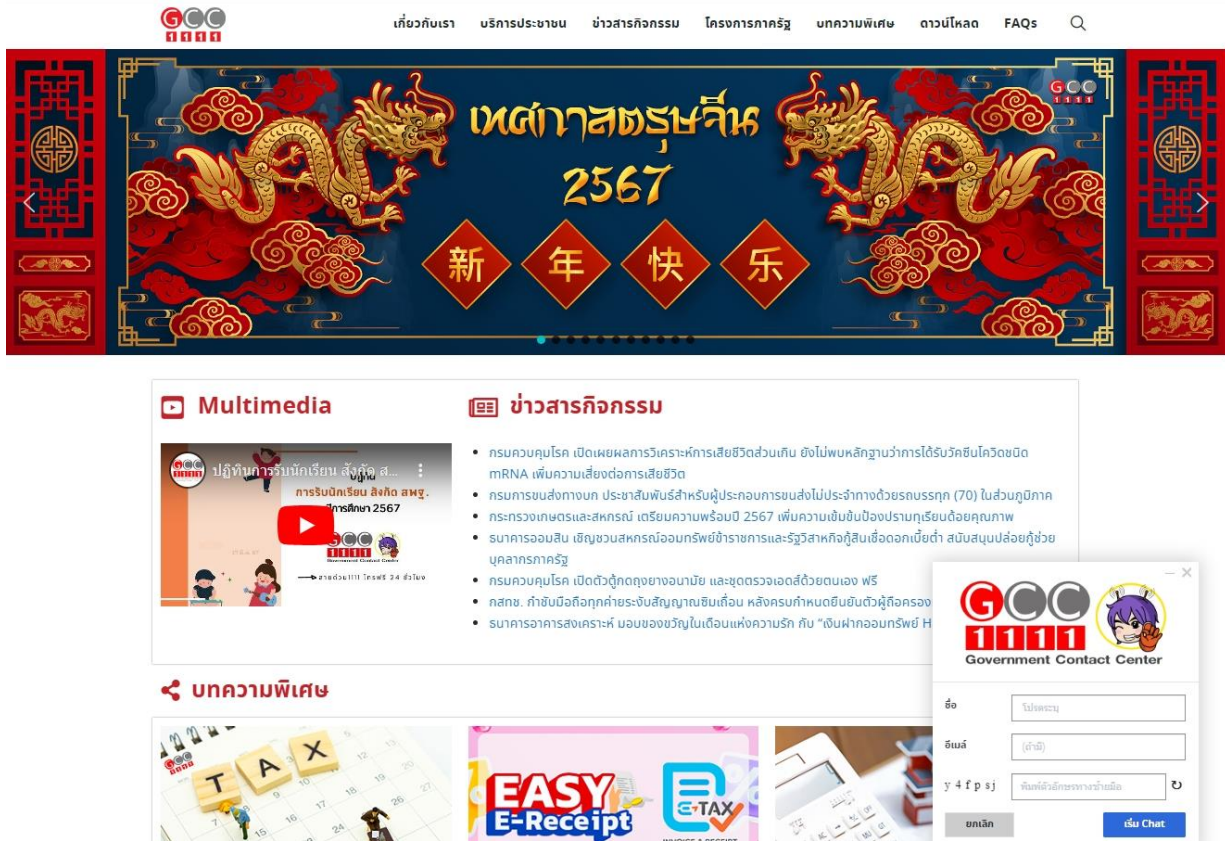 GCC
1111
เกี่ยวกับเรา บริการประชาชน ข่าวสารกิจกรรม โครงการภาครัฐ บทความพิเศษ ดาวน์โหลด FAQs
GCC
1111
เทศกาลตรุษจีน
2567
新 年 快 乐
Multimedia
GCC
1111
ปฏิทินการรับนักเรียน สังกัด ส...
การรับนักเรียน สังกัด สพฐ.
ปีการศึกษา 2567
GCC
1111
Government Contact Center
สายด่วน1111 โทรฟรี 24 ชั่วโมง
ข่าวสารกิจกรรม
กรมควบคุมโรค เปิดเผยผลการวิเคราะห์การเสียชีวิตส่วนเกิน ยังไม่พบหลักฐานว่าการได้รับวัคซีนโควิดชนิด
mRNA เพิ่มความเสี่ยงต่อการเสียชีวิต
กรมการขนส่งทางบก ประชาสัมพันธ์สำหรับผู้ประกอบการขนส่งไม่ประจำทางด้วยรถบรรทุก (70) ในส่วนภูมิภาค
กระทรวงเกษตรและสหกรณ์ เตรียมความพร้อมปี 2567 เพิ่มความเข้มข้นป้องปรามทุเรียนด้อยคุณภาพ
ธนาคารออมสิน เชิญชวนสหกรณ์ออมทรัพย์ข้าราชการและรัฐวิสาหกิจกู้สินเชื่อดอกเบี้ยต่ำ สนับสนุนปล่อยกู้ช่วย
บุคลากรภาครัฐ
กรมควบคุมโรค เปิดตัวตู้กดถุงยางอนามัย และชุดตรวจเอดส์ด้วยตนเอง ฟรี
กสทช. กำชับมือถือทุกค่ายระงับสัญญาณซิมเถื่อน หลังครบกำหนดยืนยันตัวผู้ถือครอง
ธนาคารอาคารสงเคราะห์ มอบของขวัญในเดือนแห่งความรัก กับ “เงินฝากออมทรัพย์ H
บทความพิเศษ
GCC
1111
TAX
EASY
E-Receipt
E-TAX
INVOICE & RECEIPT
GCC
1111
Government Contact Center
ชื่อ โปรดระบุ
อีเมล์ (ถ้ามี)
y 4 f p s j พิมพ์ตัวอักษรทางซ้ายมือ
ยกเลิก เริ่ม Chat